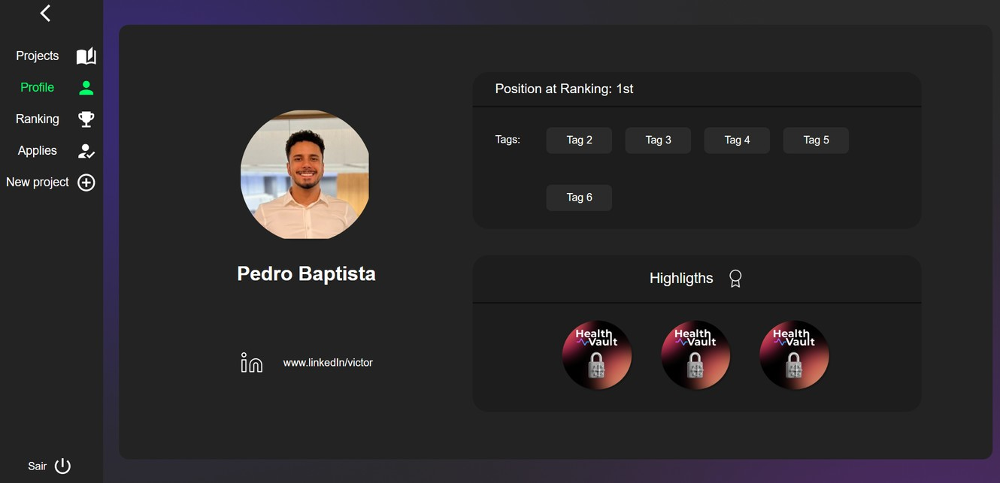 Projects
Profile
Ranking
Applies
New project
Sair
Pedro Baptista
www.linkedIn/victor
Position at Ranking: 1st
Tags:
Tag 2
Tag 3
Tag 4
Tag 5
Tag 6
Highligths
Health
Vault
Health
Vault
Health
Vault